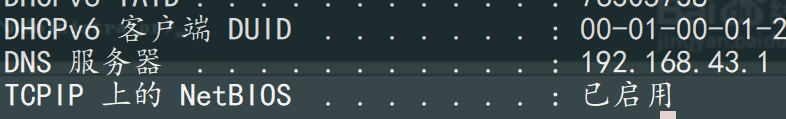 DHCPv6 客户端 DUID . . . . . . . : 00-01-00-01-2
DNS 服务器 . . . . . . . . . . . : 192.168.43.1
TCPIP 上的 NetBIOS . . . . . . . : 已启用